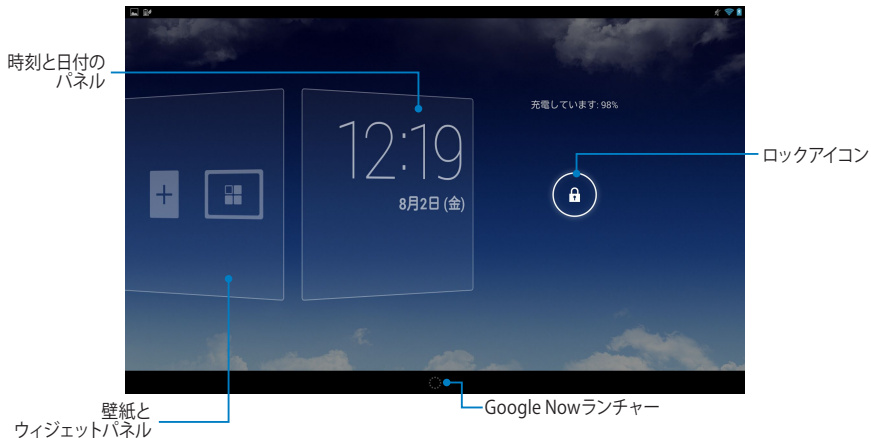 時刻と日付の
パネル
充電しています: 98%
12:19
ロックアイコン
8月2日 (金)
Google Nowランチャー
壁紙と
ウィジェットパネル